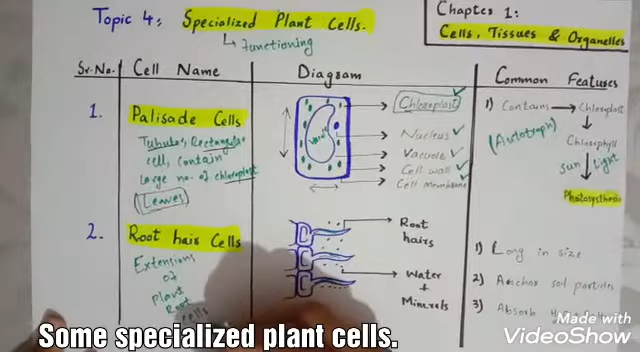 Topic 4: Specialized Plant Cells.
Functioning
Chapter 1:
Cells, Tissues & Organelles
Sr.No. Cell Name Diagram Common Features
1. Palisade Cells
Tubular, Rectangular
cell, contain
Large no. of chloroplast
(Leaves)
Chloroplast ✓
Nucleus ✓
Vacuole ✓
Cell wall ✓
Cell membrane ✓
1) Contains → Chloroplast
(Autotroph)
Chlorophyll
Sun Light
2. Root hair Cells
Extensions
of
Plant
Root
cells
Root
hairs
Water
+
Minerals
1) Long in size
2) Anchor soil particles
3) Absorb
Some specialized plant cells.
Made with
VideoShow